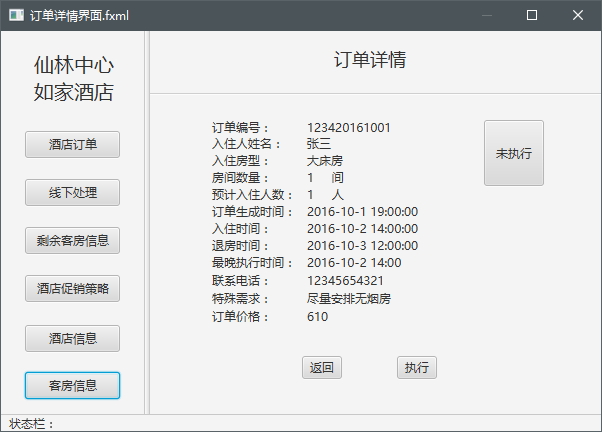 订单详情界面.fxml
仙林中心
如家酒店
酒店订单
线下处理
剩余客房信息
酒店促销策略
酒店信息
客房信息
订单详情
订单编号： 123420161001
入住人姓名： 张三
入住房型： 大床房
房间数量： 1 间
预计入住人数： 1 人
订单生成时间： 2016-10-1 19:00:00
入住时间： 2016-10-2 14:00:00
退房时间： 2016-10-3 12:00:00
最晚执行时间： 2016-10-2 14:00
联系电话： 12345654321
特殊需求： 尽量安排无烟房
订单价格： 610
未执行
返回 执行
状态栏：